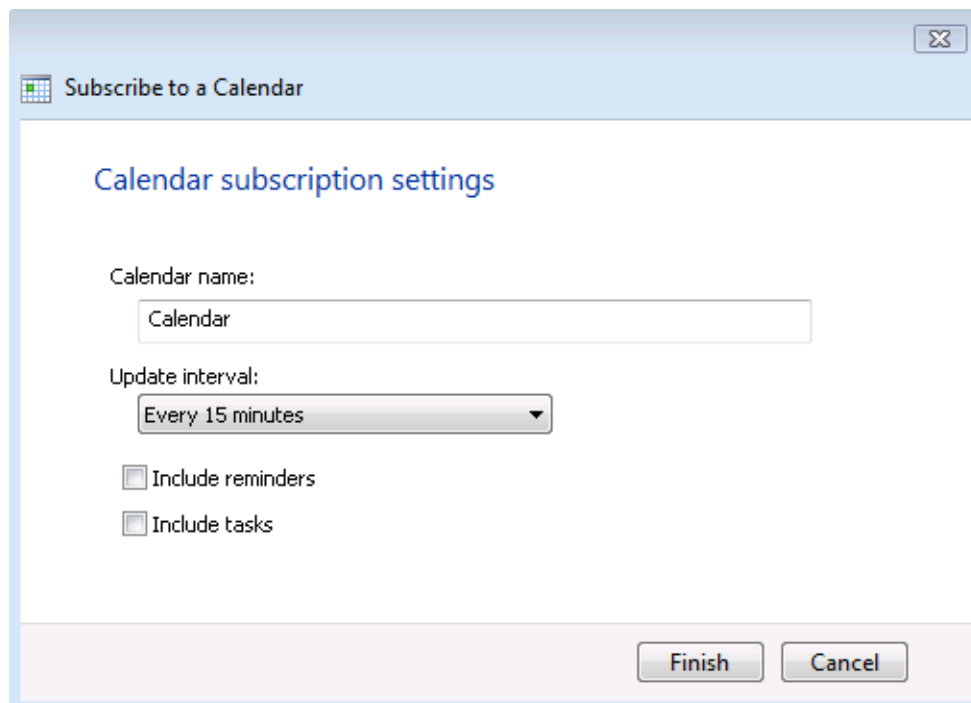 Subscribe to a Calendar
Calendar subscription settings
Calendar name:
Calendar
Update interval:
Every 15 minutes
Include reminders
Include tasks
Finish Cancel